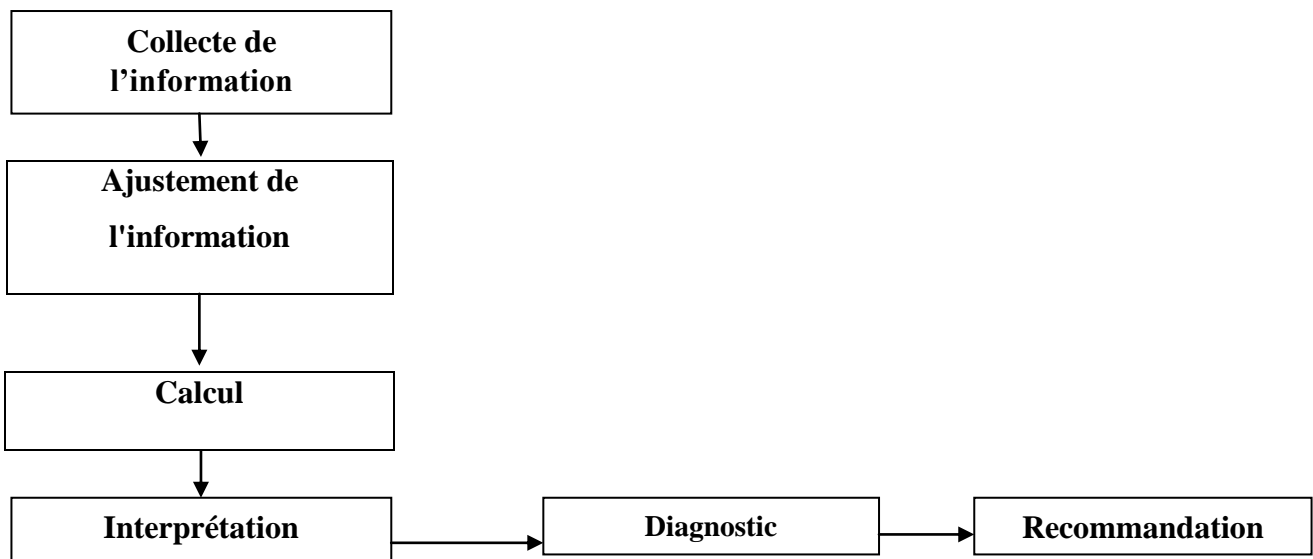 Collecte de
l’information
Ajustement de
l'information
Calcul
Interprétation
Diagnostic
Recommandation